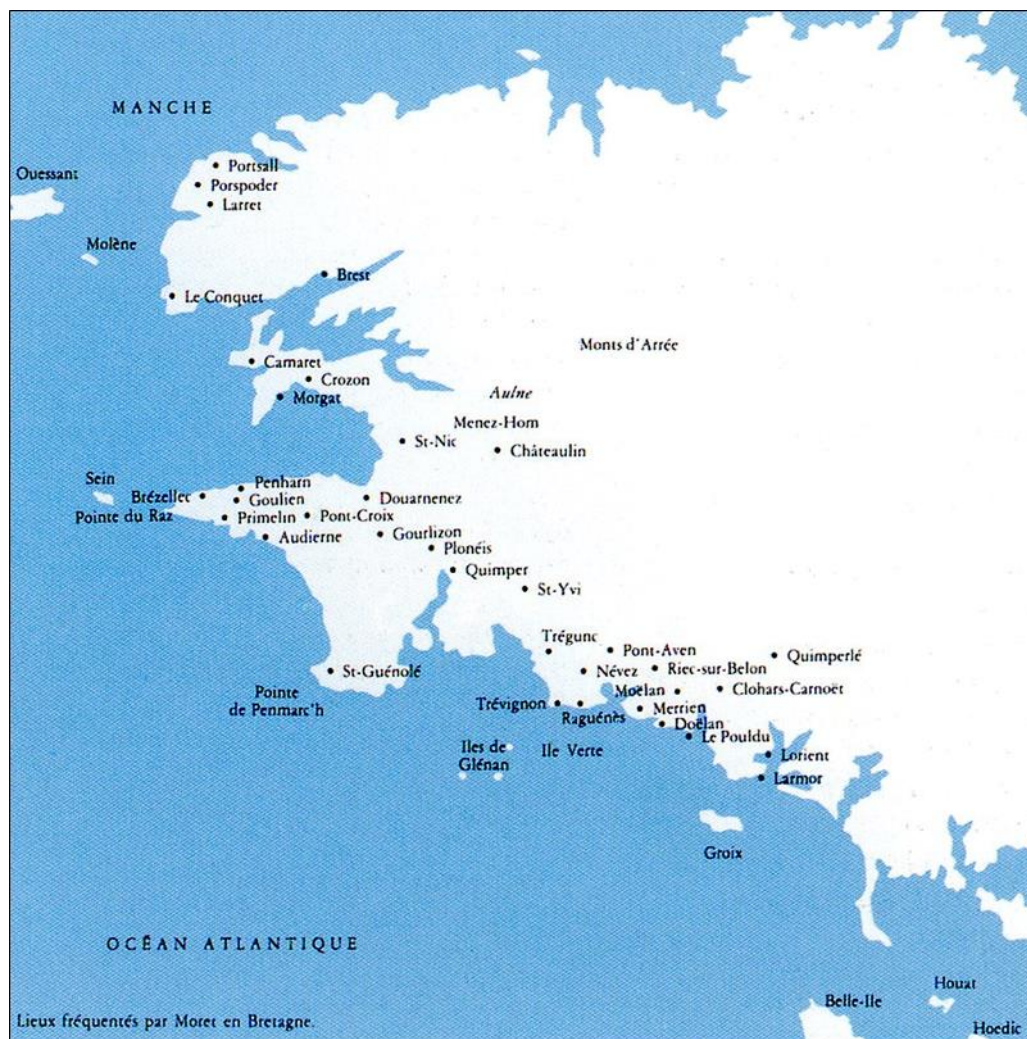 MANCHE
Portsall
Ouessant
Porspoder
Larret
Molène
Brest
Le Conquet
Monts d'Arrée
Camaret
Crozon
Aulne
Morgat
Menez-Hom
St-Nic
Châteaulin
Sein
Penharn
Brézellec
Goulien
Douarnenez
Pointe du Raz
Primelin
Pont-Croix
Audierne
Gourlizon
Plonéis
Quimper
St-Yvi
Trégunc
Pont-Aven
Quimperlé
St-Guénolé
Névez
Riec-sur-Belon
Pointe
de Penmarc'h
Moëlan
Clohars-Carnoët
Trévignon
Raguénès
Merrien
Doëlan
Le Pouldu
Iles de
Glénan
Ile Verte
Lorient
Larmor
Groix
OCÉAN ATLANTIQUE
Houat
Belle-Ile
Lieux fréquentés par Moret en Bretagne.
Hoedic